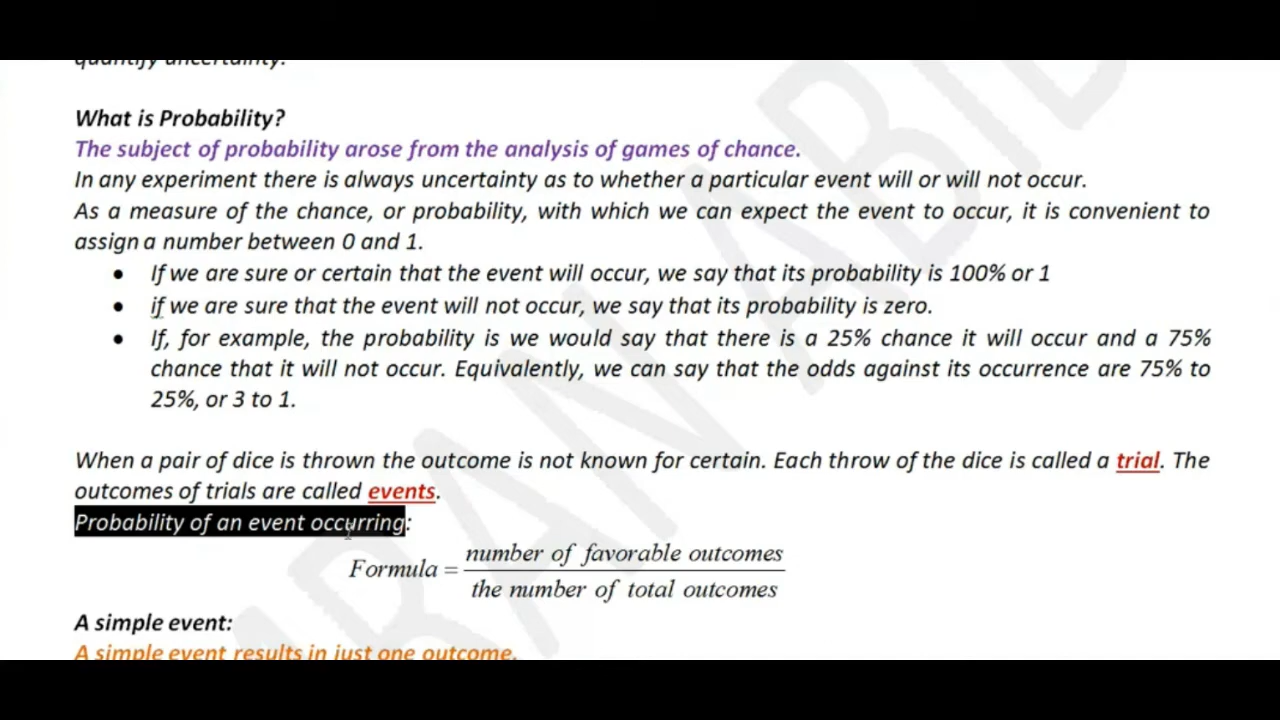 quantify uncertainty.
What is Probability?
The subject of probability arose from the analysis of games of chance.
In any experiment there is always uncertainty as to whether a particular event will or will not occur.
As a measure of the chance, or probability, with which we can expect the event to occur, it is convenient to
assign a number between 0 and 1.
• If we are sure or certain that the event will occur, we say that its probability is 100% or 1
• if we are sure that the event will not occur, we say that its probability is zero.
• If, for example, the probability is we would say that there is a 25% chance it will occur and a 75%
chance that it will not occur. Equivalently, we can say that the odds against its occurrence are 75% to
25%, or 3 to 1.
When a pair of dice is thrown the outcome is not known for certain. Each throw of the dice is called a trial. The
outcomes of trials are called events.
Probability of an event occurring:
Formula = number of favorable outcomes
the number of total outcomes
A simple event:
A simple event results in just one outcome.